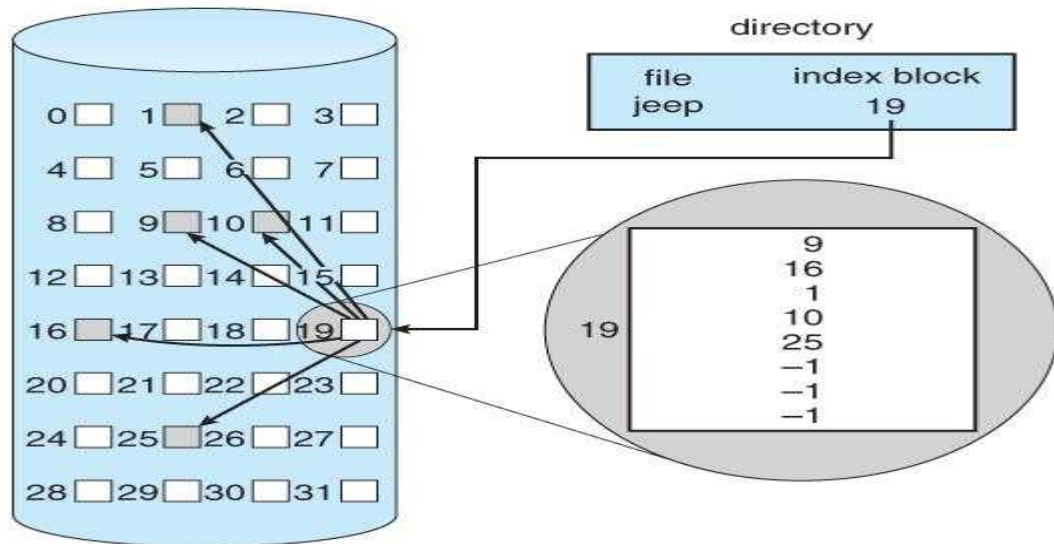 directory
file index block
jeep 19
0 1 2 3
4 5 6 7
8 9 10 11
12 13 14 15
16 17 18 19
20 21 22 23
24 25 26 27
28 29 30 31
19
9
16
1
10
25
–1
–1
–1